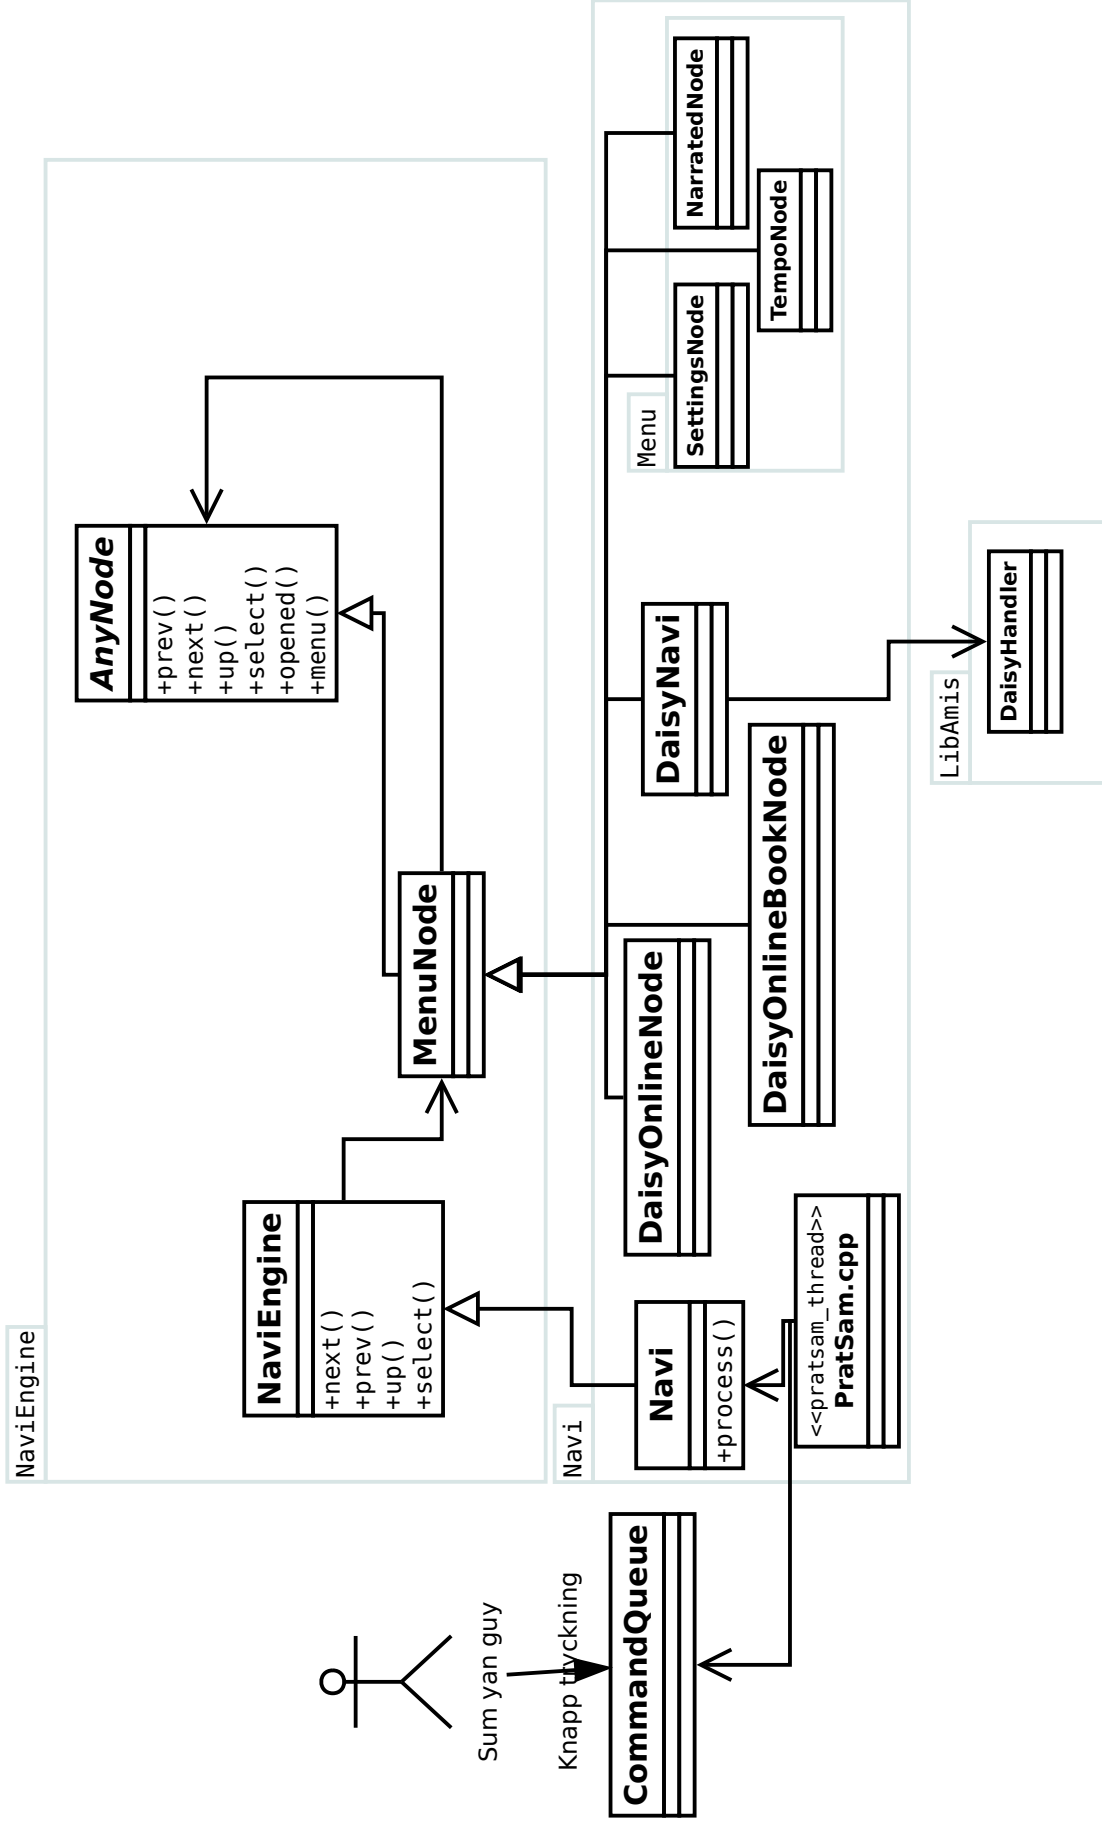 NaviEngine
AnyNode
+prev()
+next()
+up()
+select()
+opened()
+menu()
NaviEngine
+next()
+prev()
+up()
+select()
MenuNode
Sum yan guy
Knapp tryckning
CommandQueue
Navi
Navi
+process()
<<pratsam_thread>>
PratSam.cpp
DaisyOnlineNode
DaisyOnlineBookNode
DaisyNavi
Menu
SettingsNode
TempoNode
NarratedNode
LibAmis
DaisyHandler